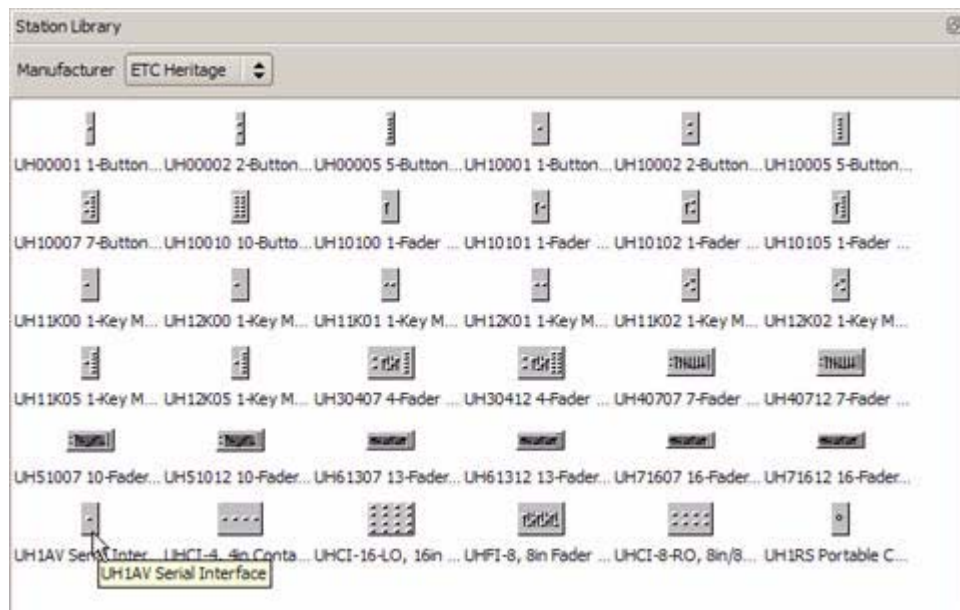 Station Library
Manufacturer ETC Heritage
UH00001 1-Button... UH00002 2-Button... UH00005 5-Button... UH10001 1-Button... UH10002 2-Button... UH10005 5-Button...
UH10007 7-Button... UH10010 10-Butto... UH10100 1-Fader ... UH10101 1-Fader ... UH10102 1-Fader ... UH10105 1-Fader ...
UH11K00 1-Key M... UH12K00 1-Key M... UH11K01 1-Key M... UH12K01 1-Key M... UH11K02 1-Key M... UH12K02 1-Key M...
UH11K05 1-Key M... UH12K05 1-Key M... UH30407 4-Fader ... UH30412 4-Fader ... UH40707 7-Fader ... UH40712 7-Fader ...
UH51007 10-Fader... UH51012 10-Fader... UH61307 13-Fader... UH61312 13-Fader... UH71607 16-Fader... UH71612 16-Fader...
UH1AV Serial Inter... UHCI-4, 4in Conta... UHCI-16-LO, 16in ... UHFI-8, 8in Fader ... UHCI-8-RO, 8in/8... UH1RS Portable C...
UH1AV Serial Interface